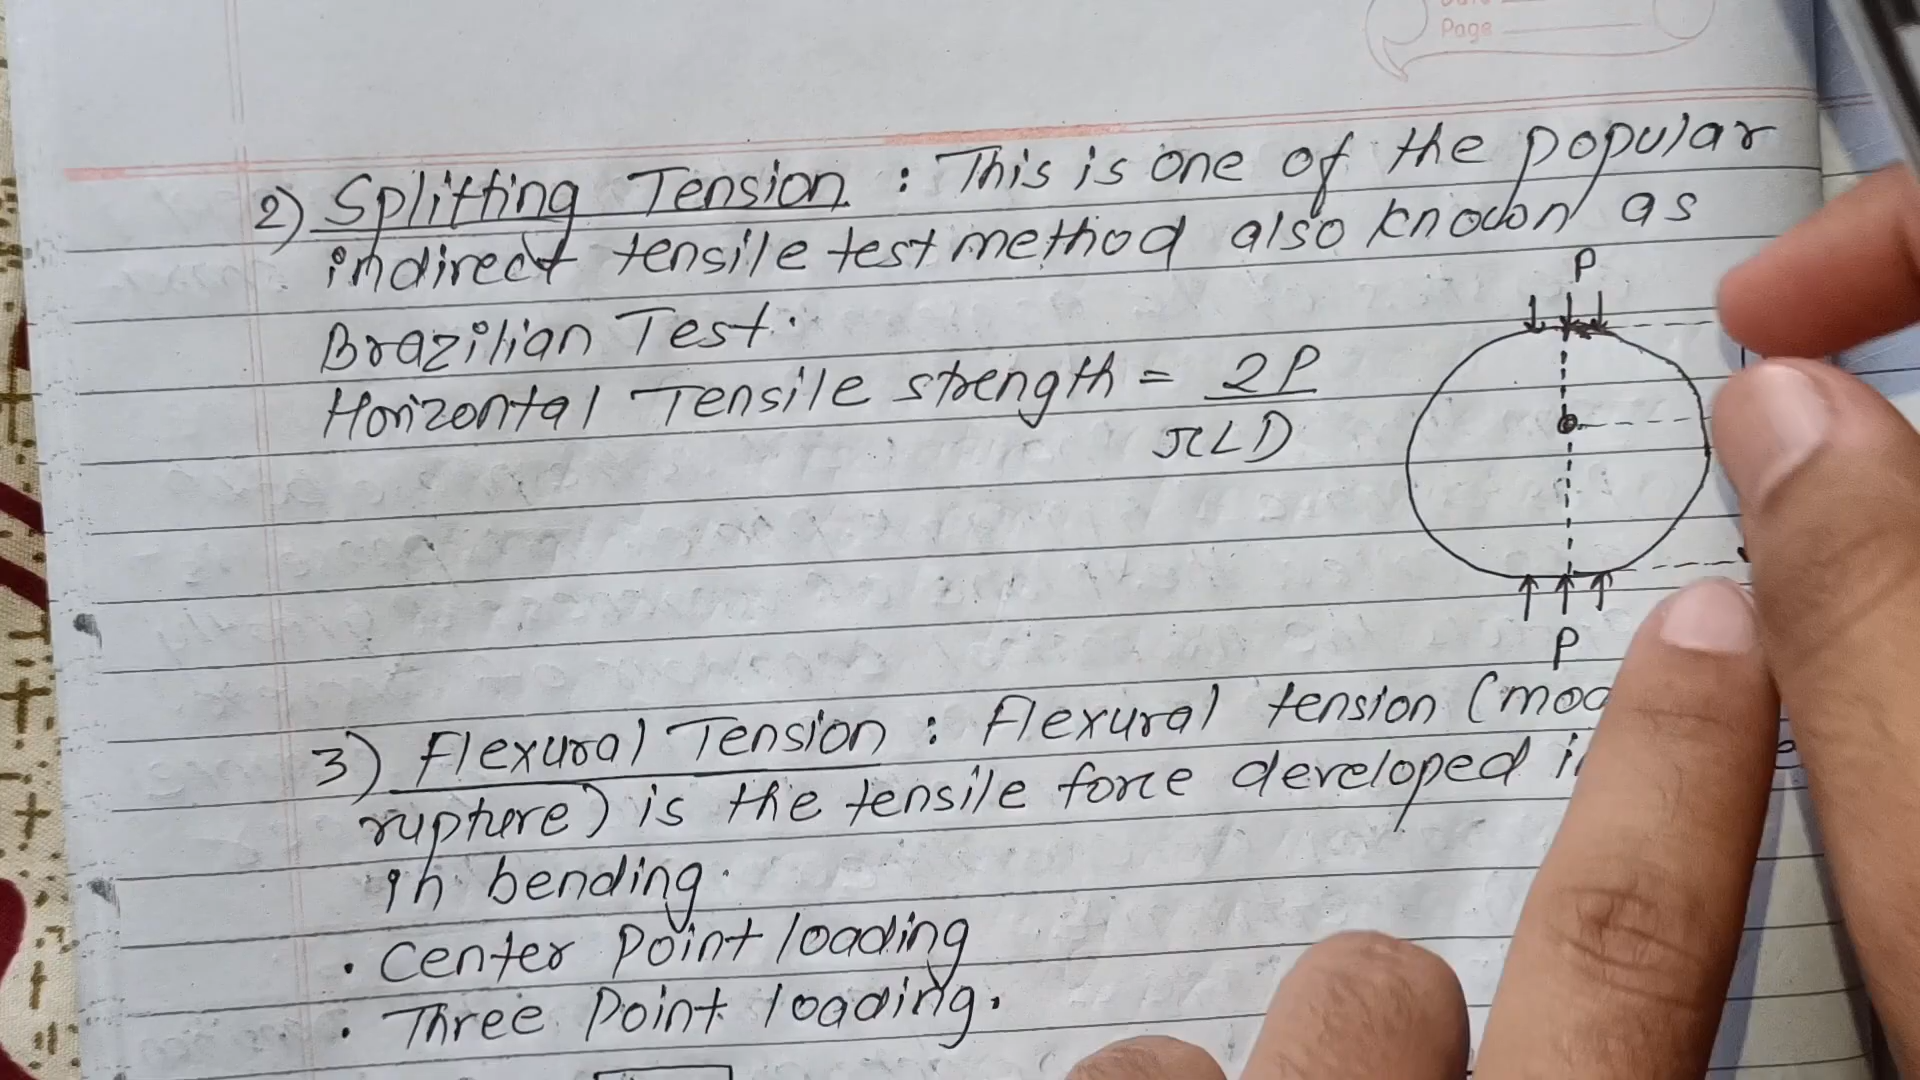 Page
2) Splitting Tension : This is one of the popular
indirect tensile test method also known as
Brazilian Test.
Horizontal Tensile strength = 2P
πLD
P
P
3) Flexural Tension : Flexural tension (mod
rupture) is the tensile force developed in
in bending.
• Center Point loading
• Three Point loading.